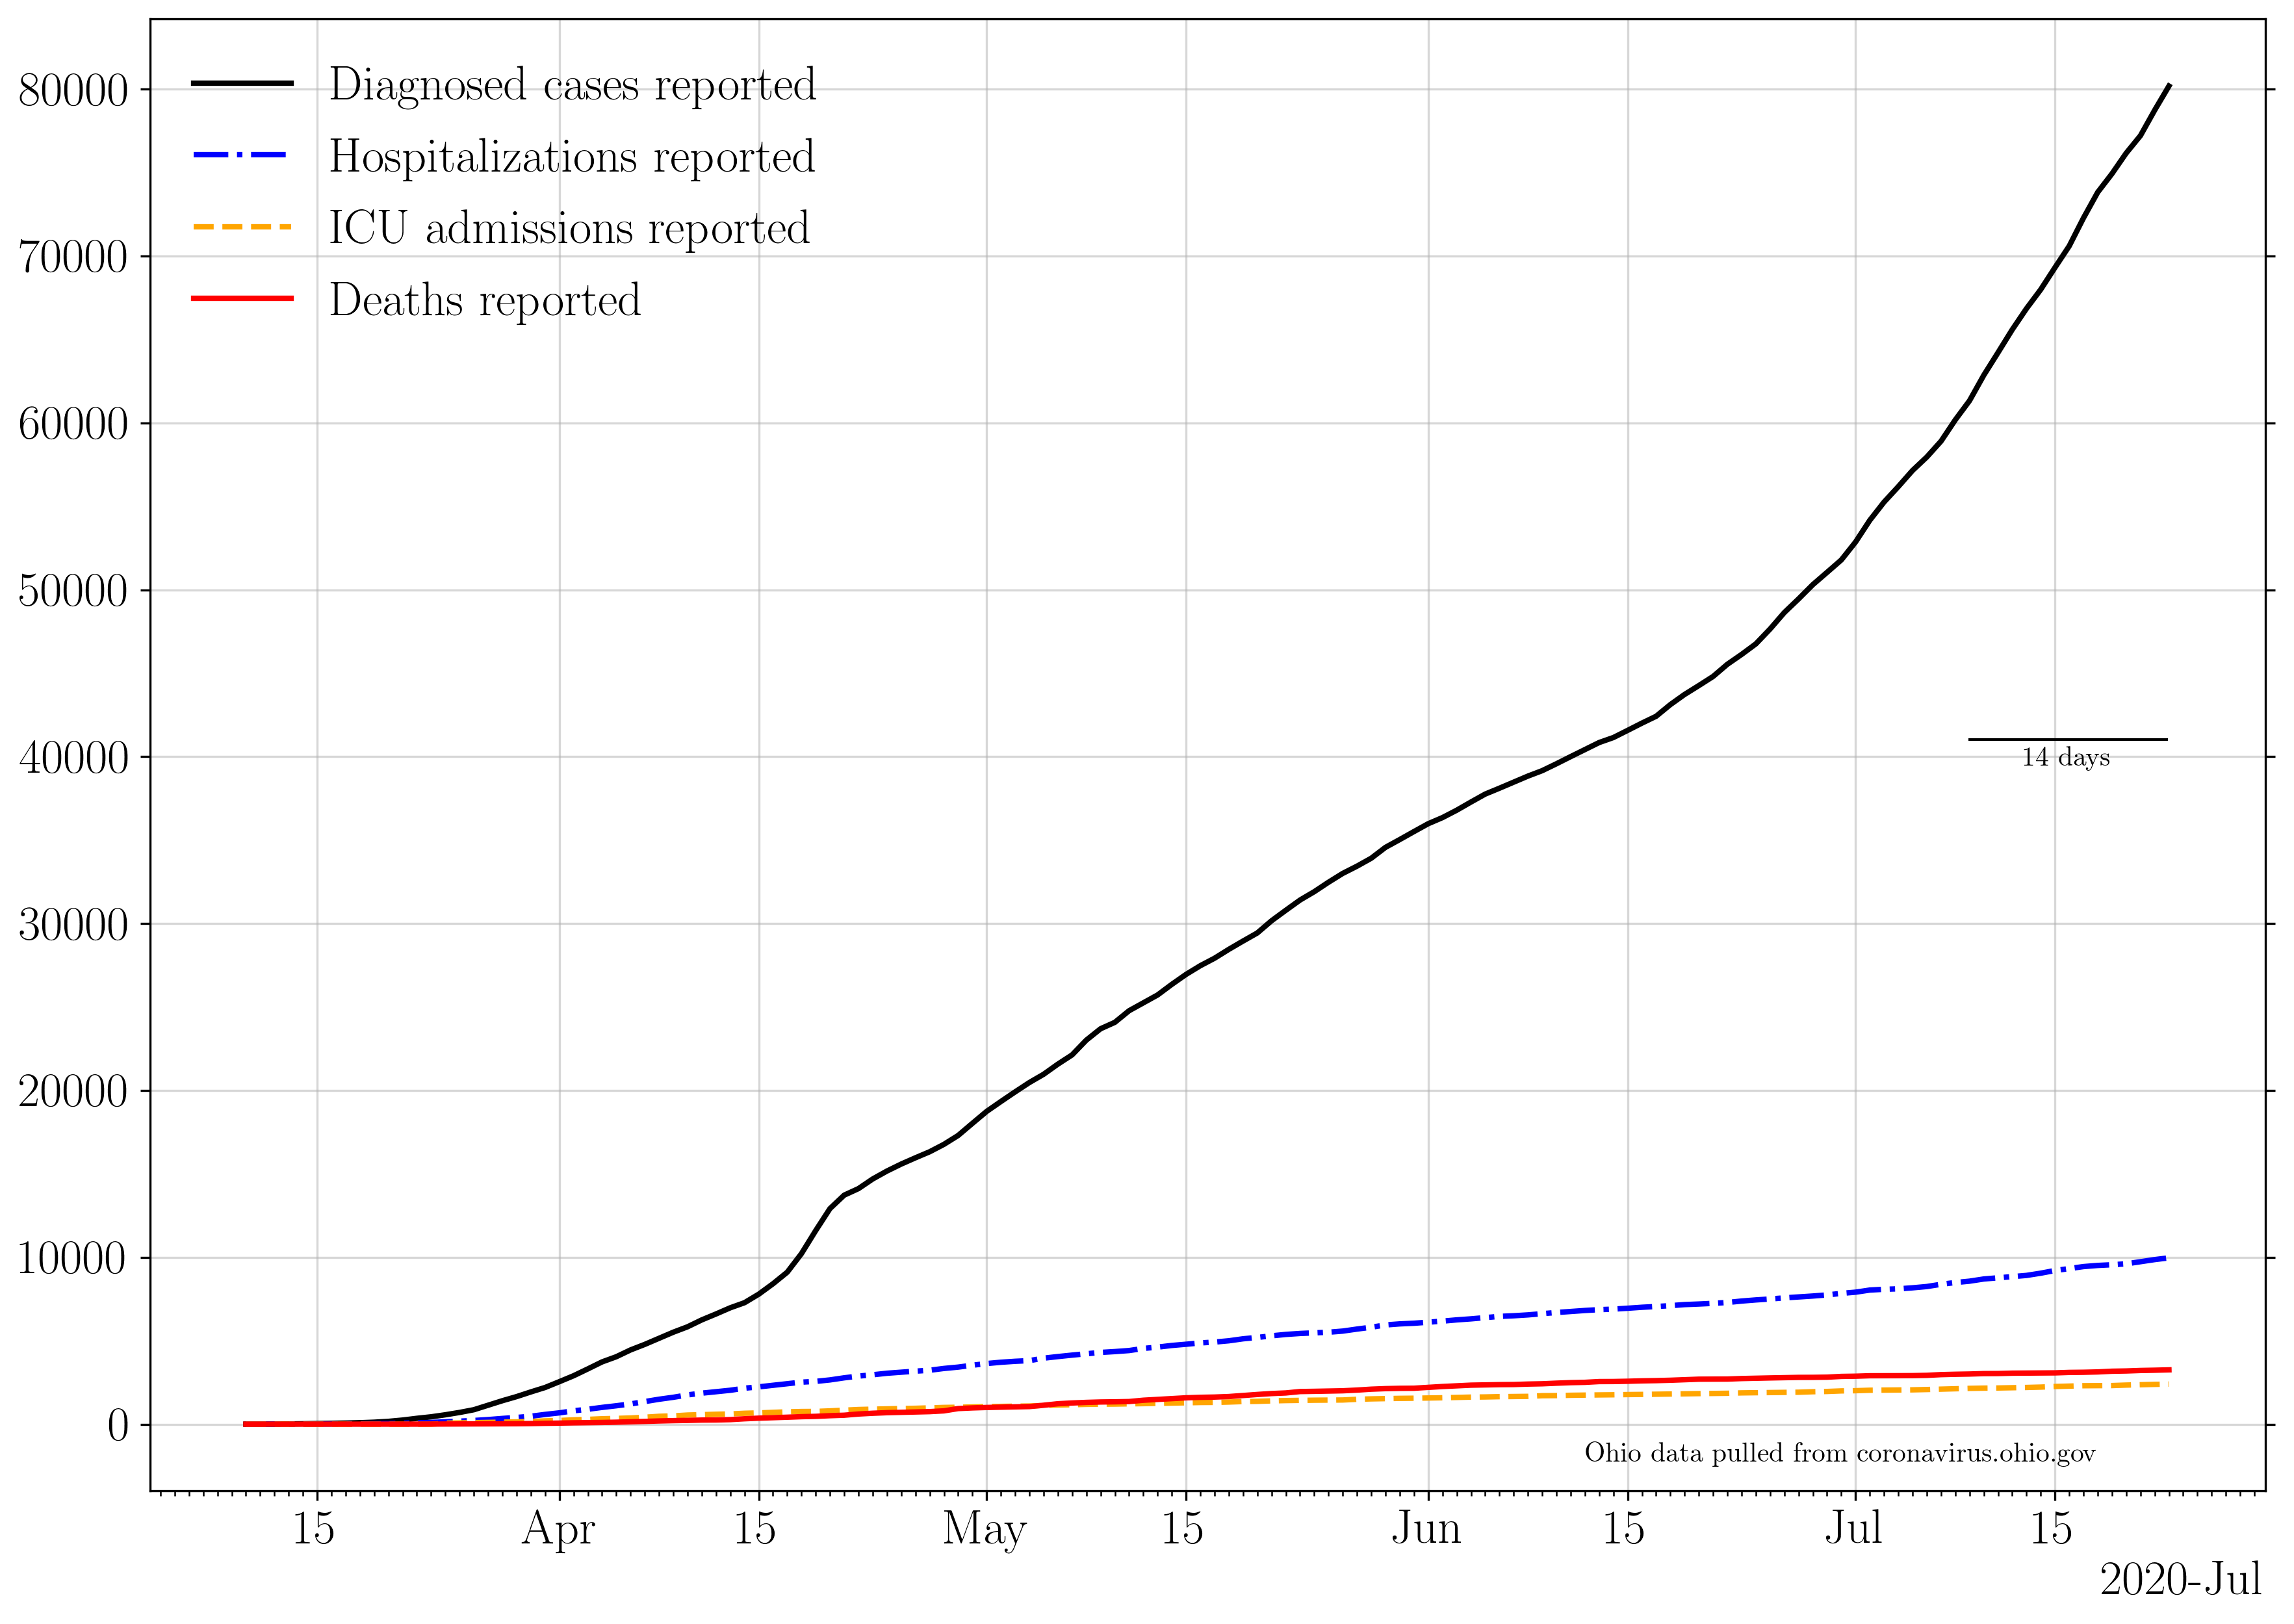 Diagnosed cases reported
Hospitalizations reported
ICU admissions reported
Deaths reported
80000
70000
60000
50000
40000
30000
20000
10000
0
14 days
Ohio data pulled from coronavirus.ohio.gov
15 Apr 15 May 15 Jun 15 Jul 15
2020-Jul